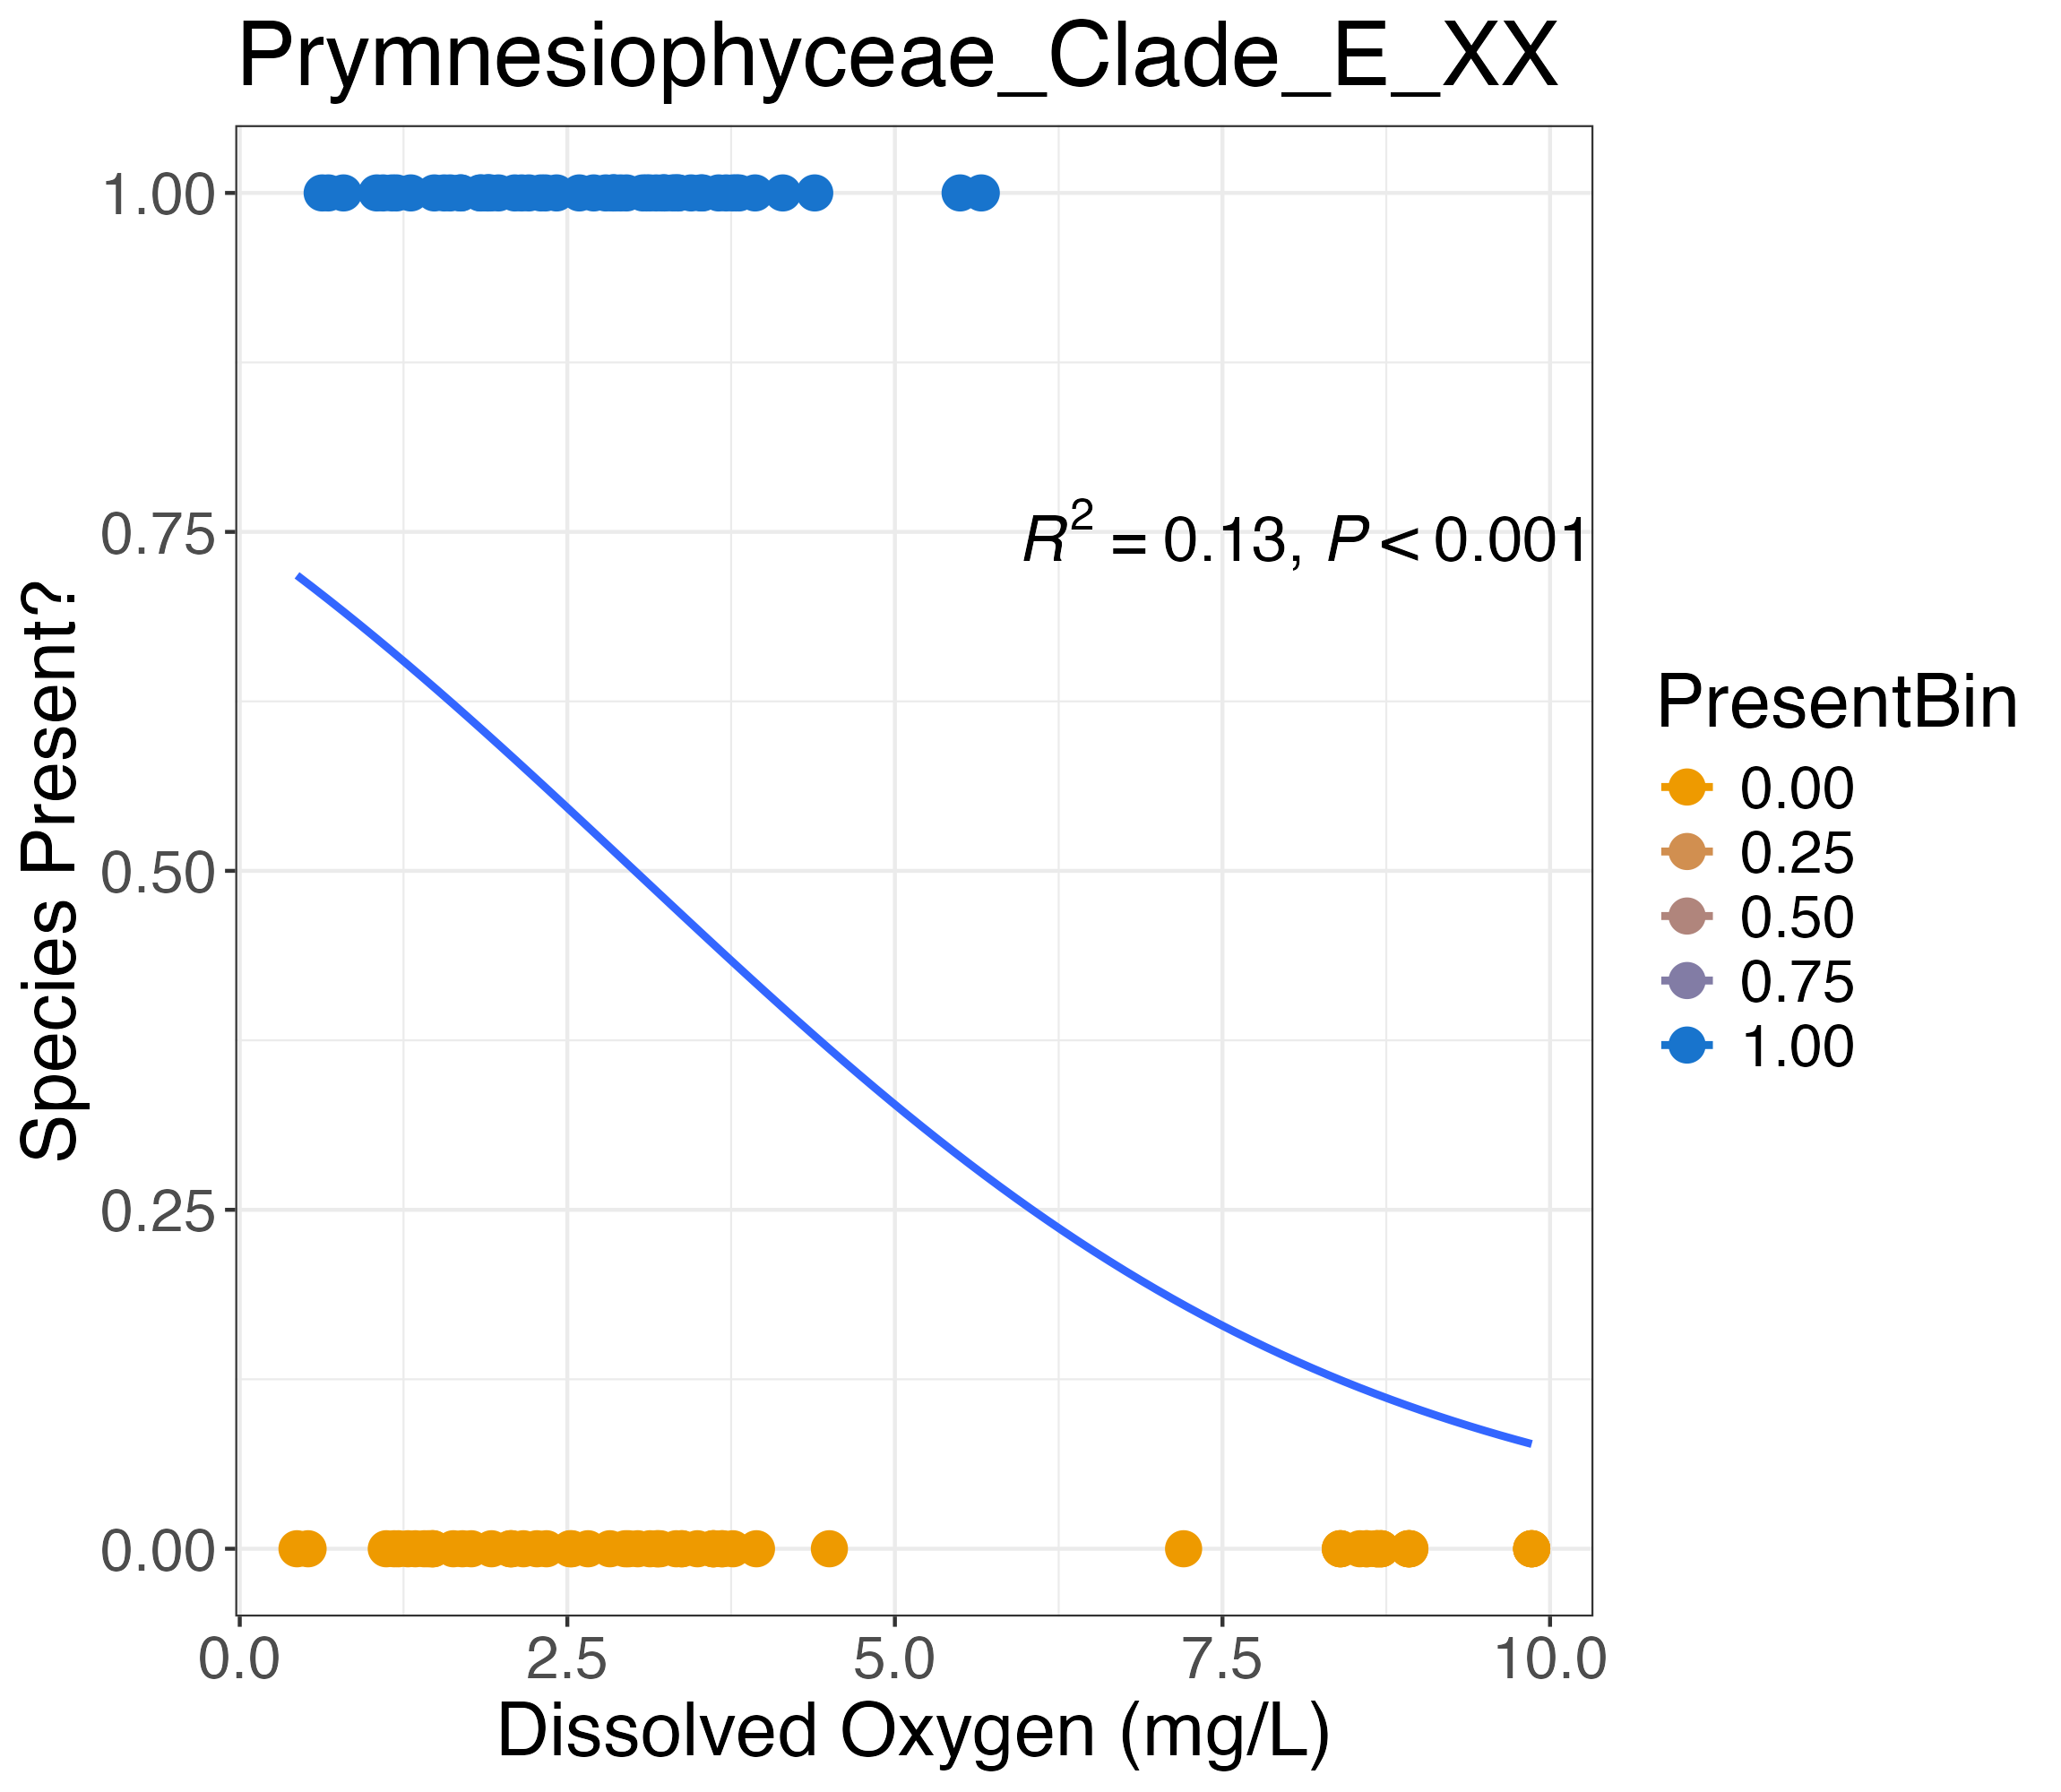 Prymnesiophyceae_Clade_E_XX
Species Present?
1.00
0.75
0.50
0.25
0.00
R² = 0.13, P < 0.001
0.0 2.5 5.0 7.5 10.0
Dissolved Oxygen (mg/L)
PresentBin
0.00
0.25
0.50
0.75
1.00